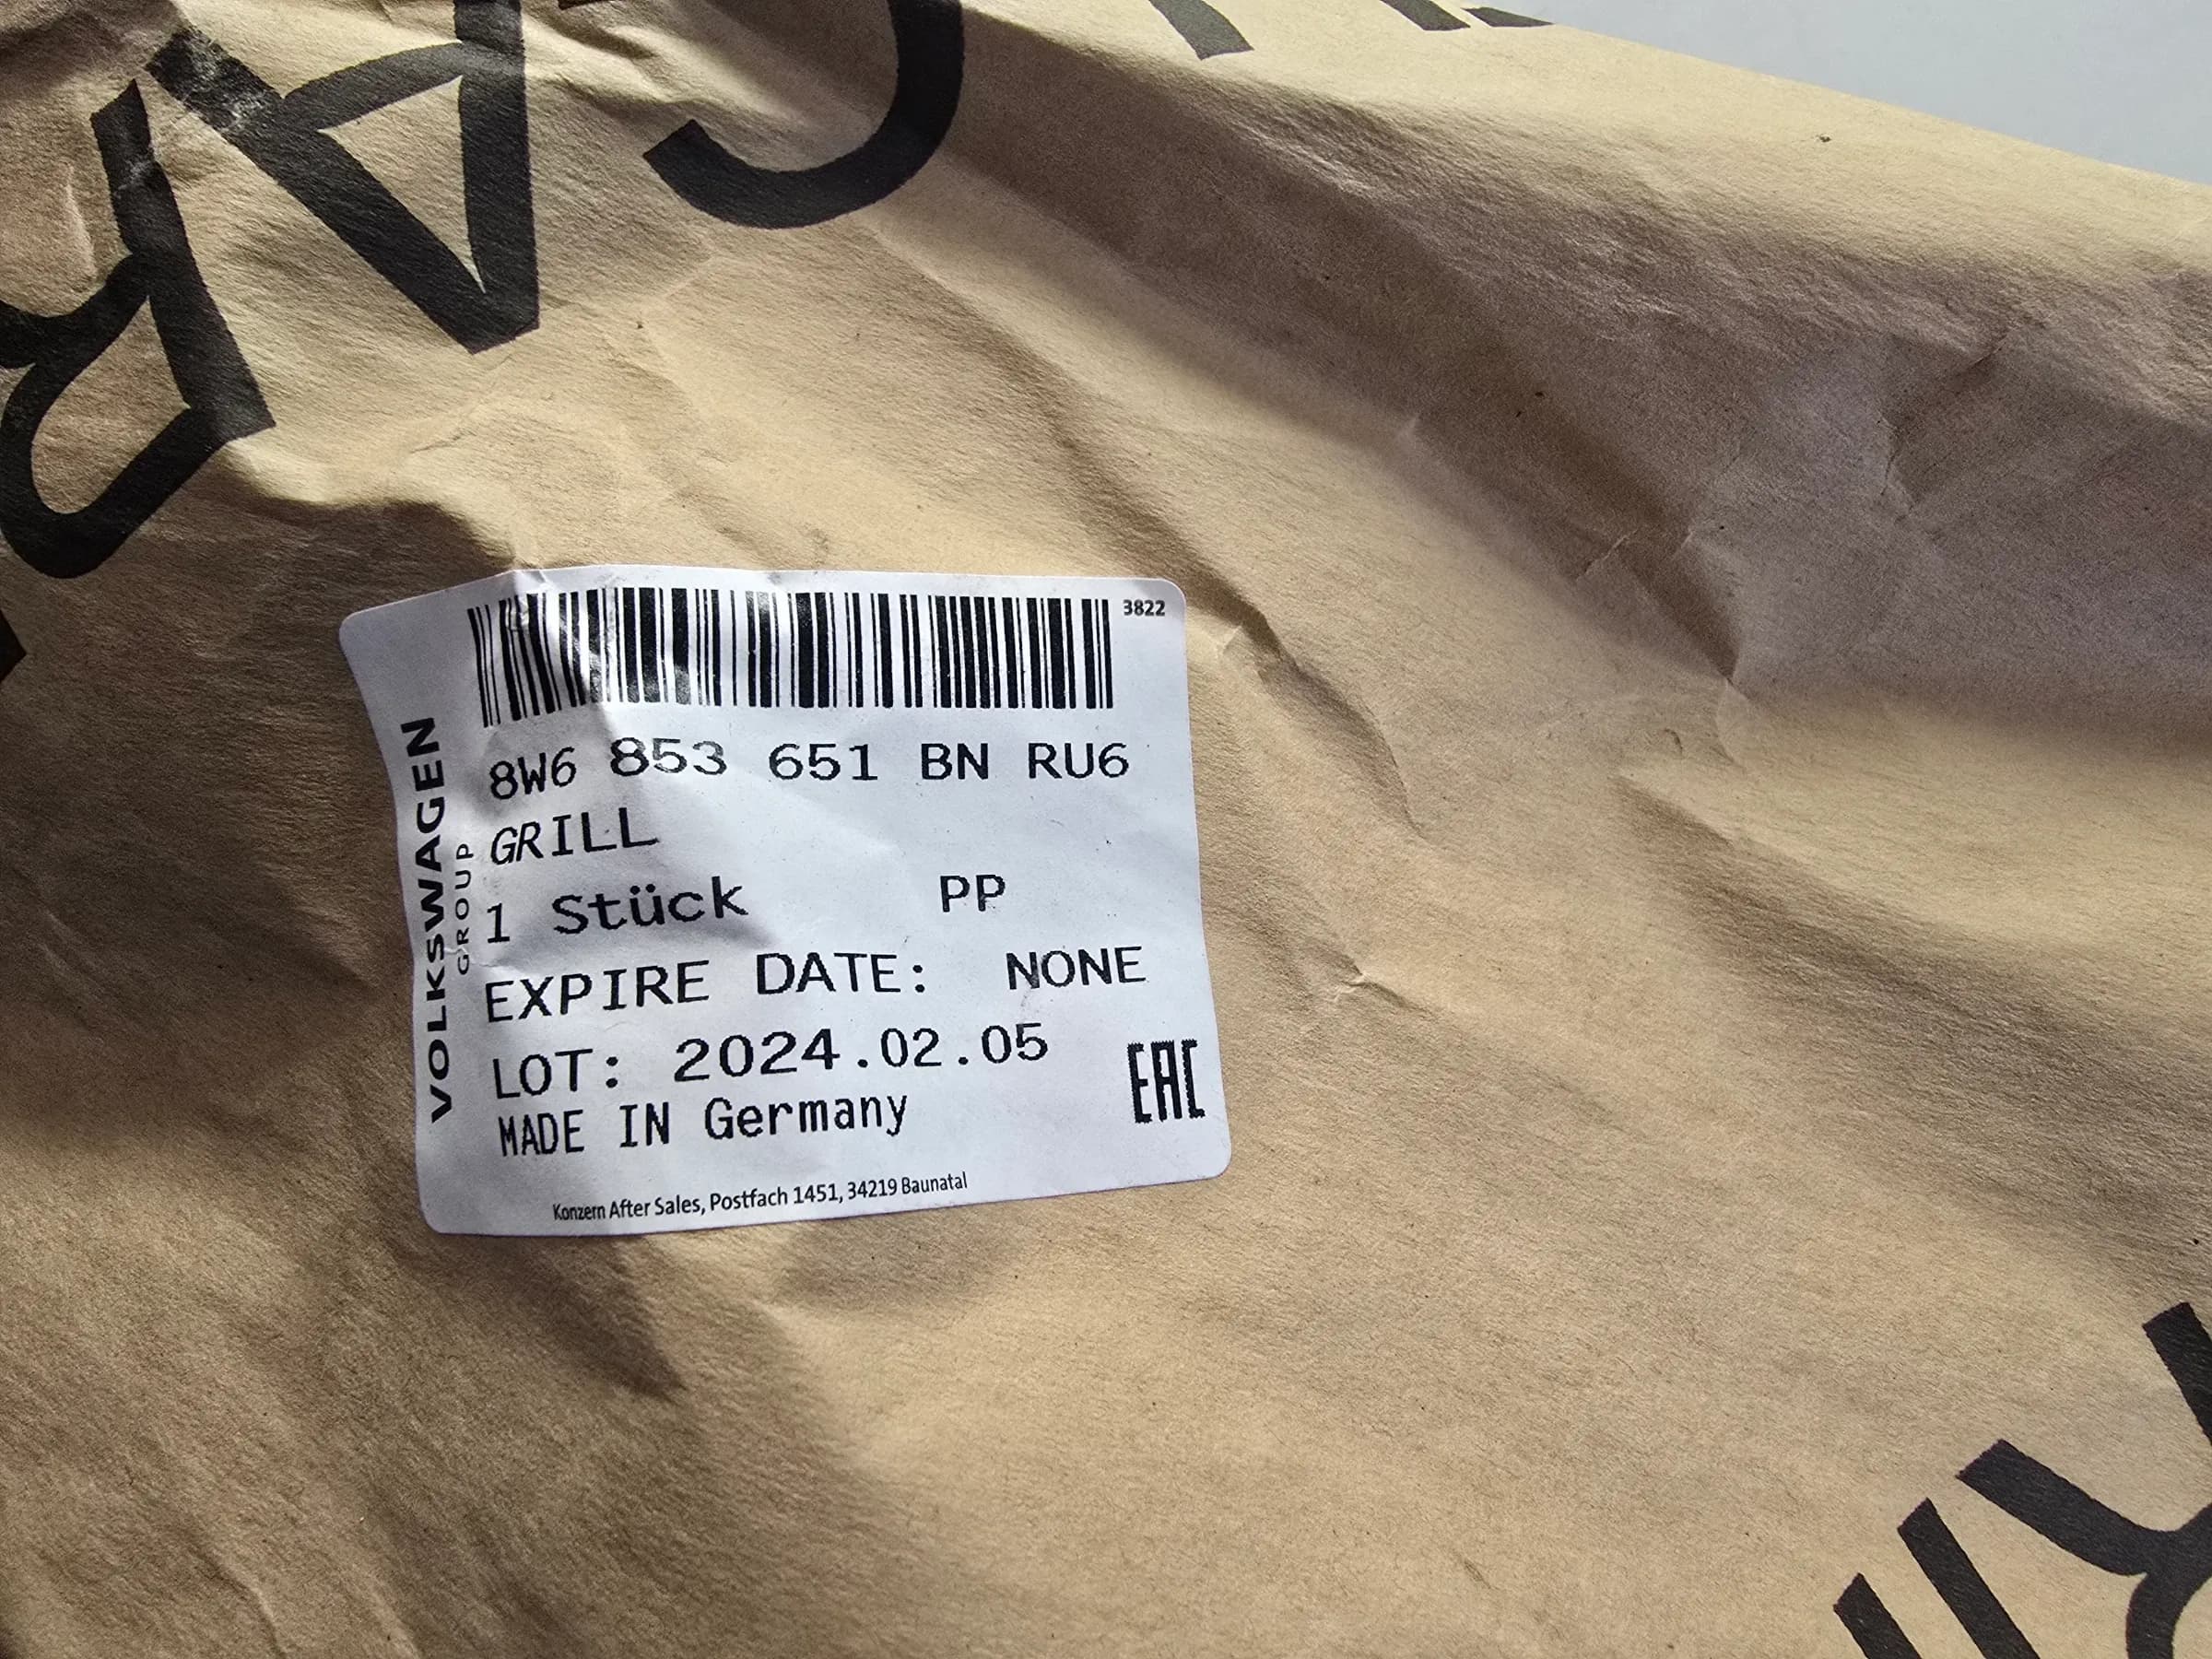 CAR
3822
8W6 853 651 BN RU6
GRILL
1 Stück PP
EXPIRE DATE: NONE
LOT: 2024.02.05
MADE IN Germany
EAC
Konzern After Sales, Postfach 1451, 34219 Baunatal
VOLKSWAGEN
GROUP